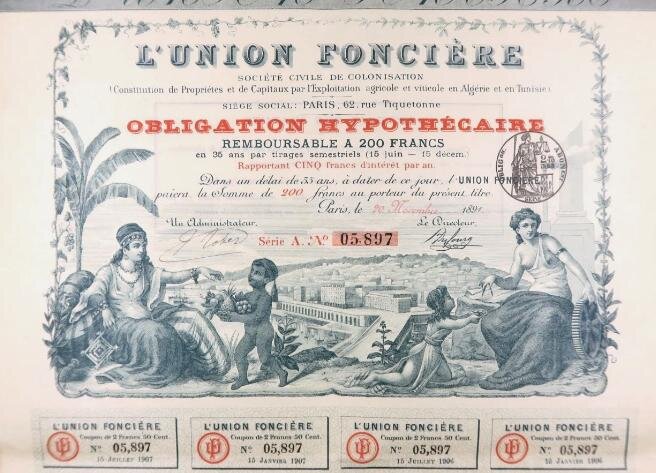 L'UNION FONCIÈRE
SOCIÉTÉ CIVILE DE COLONISATION
(Constitution de Propriétés et de Capitaux par l'Exploitation agricole et viticole en Algérie et en Tunisie)
SIÈGE SOCIAL: PARIS, 62, rue Tiquetonne
OBLIGATION HYPOTHÉCAIRE
REMBOURSABLE A 200 FRANCS
en 35 ans par tirages semestriels (15 juin — 15 décem.)
Rapportant CINQ francs d'intérêt par an.
Dans un délai de 35 ans, à dater de ce jour, l'UNION FONCIÈRE
paiera la Somme de 200 francs au porteur du présent titre.
Paris, le 20 Novembre 1891
Un Administrateur. Le Directeur.
Série A. No 05,897
L'UNION FONCIÈRE
Coupon de 2 Francs 50 Cent.
No 05,897
15 JUILLET 1907
L'UNION FONCIÈRE
Coupon de 2 Francs 50 Cent.
No 05,897
15 JANVIER 1907
L'UNION FONCIÈRE
Coupon de 2 Francs 50 Cent.
No 05,897
15 JUILLET 1906
L'UNION FONCIÈRE
Coupon de 2 Francs 50 Cent.
No 05,897
15 JANVIER 1906